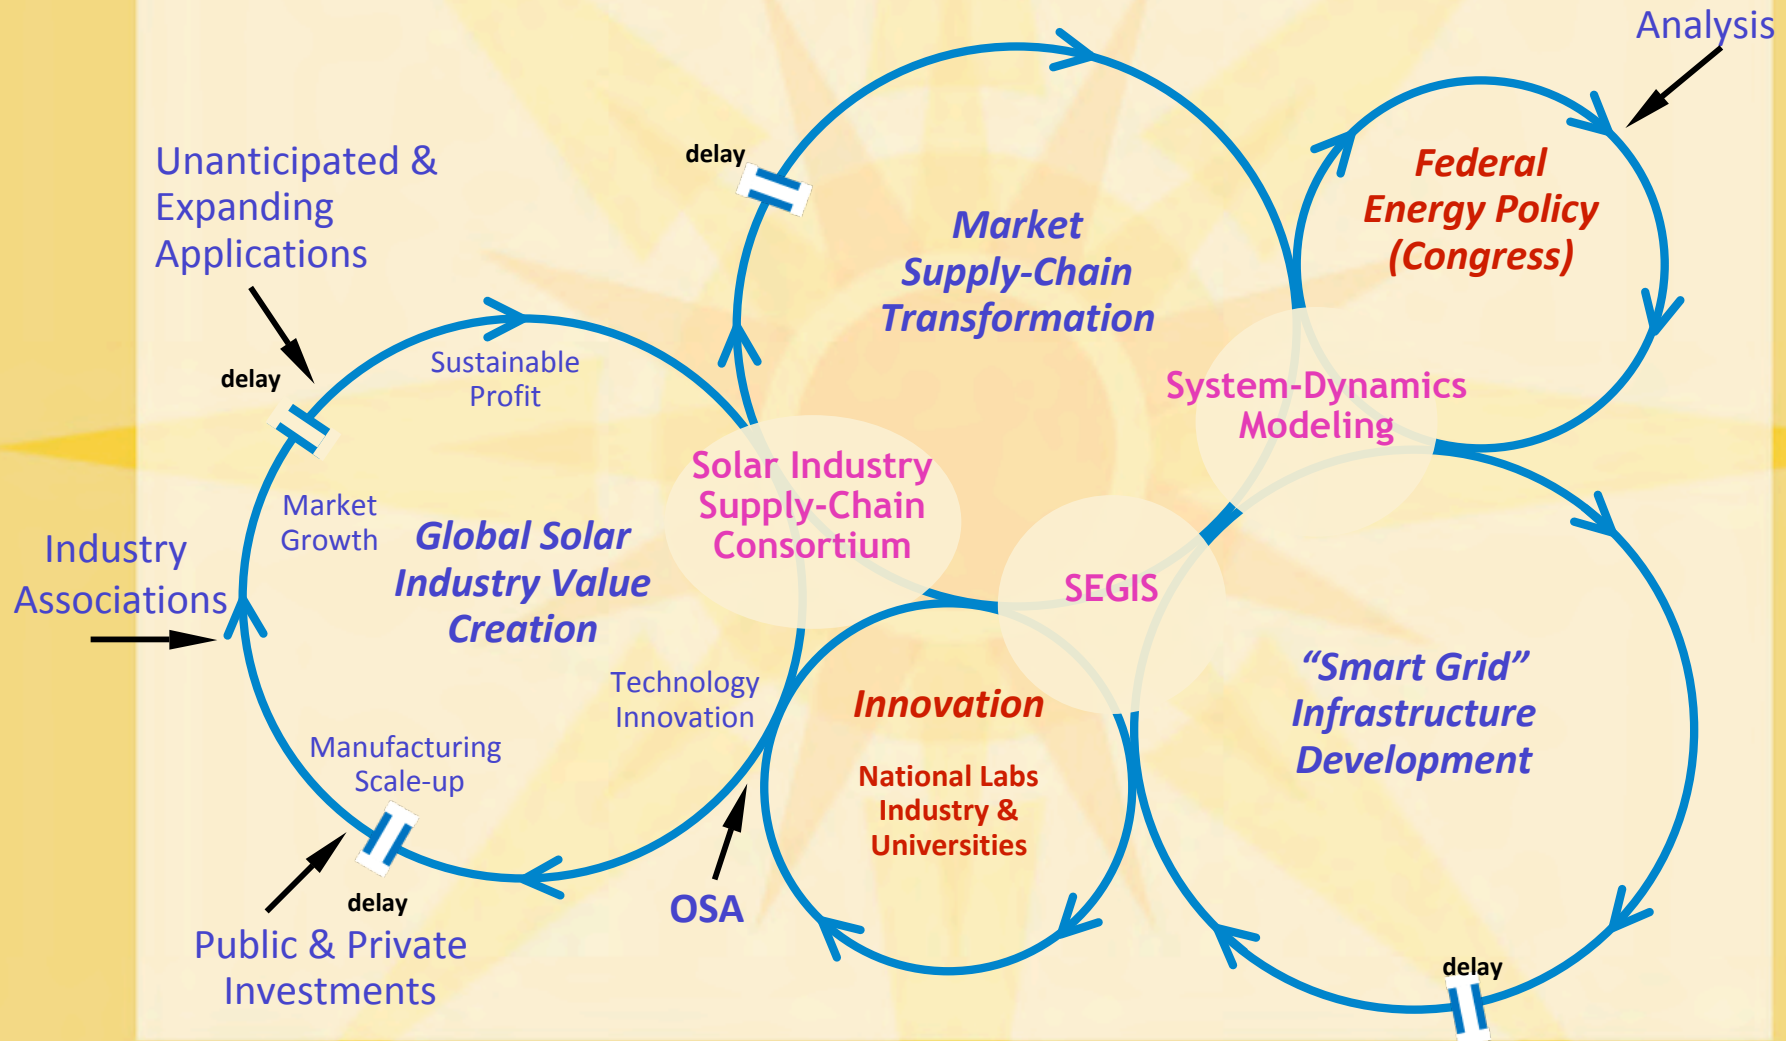 Analysis
Unanticipated &
Expanding
Applications
delay
Market
Supply-Chain
Transformation
Federal
Energy Policy
(Congress)
delay
Sustainable
Profit
System-Dynamics
Modeling
Solar Industry
Supply-Chain
Consortium
Market
Growth
Global Solar
Industry Value
Creation
Industry
Associations
SEGIS
Technology
Innovation
Innovation
National Labs
Industry &
Universities
“Smart Grid”
Infrastructure
Development
Manufacturing
Scale-up
delay
OSA
Public & Private
Investments
delay